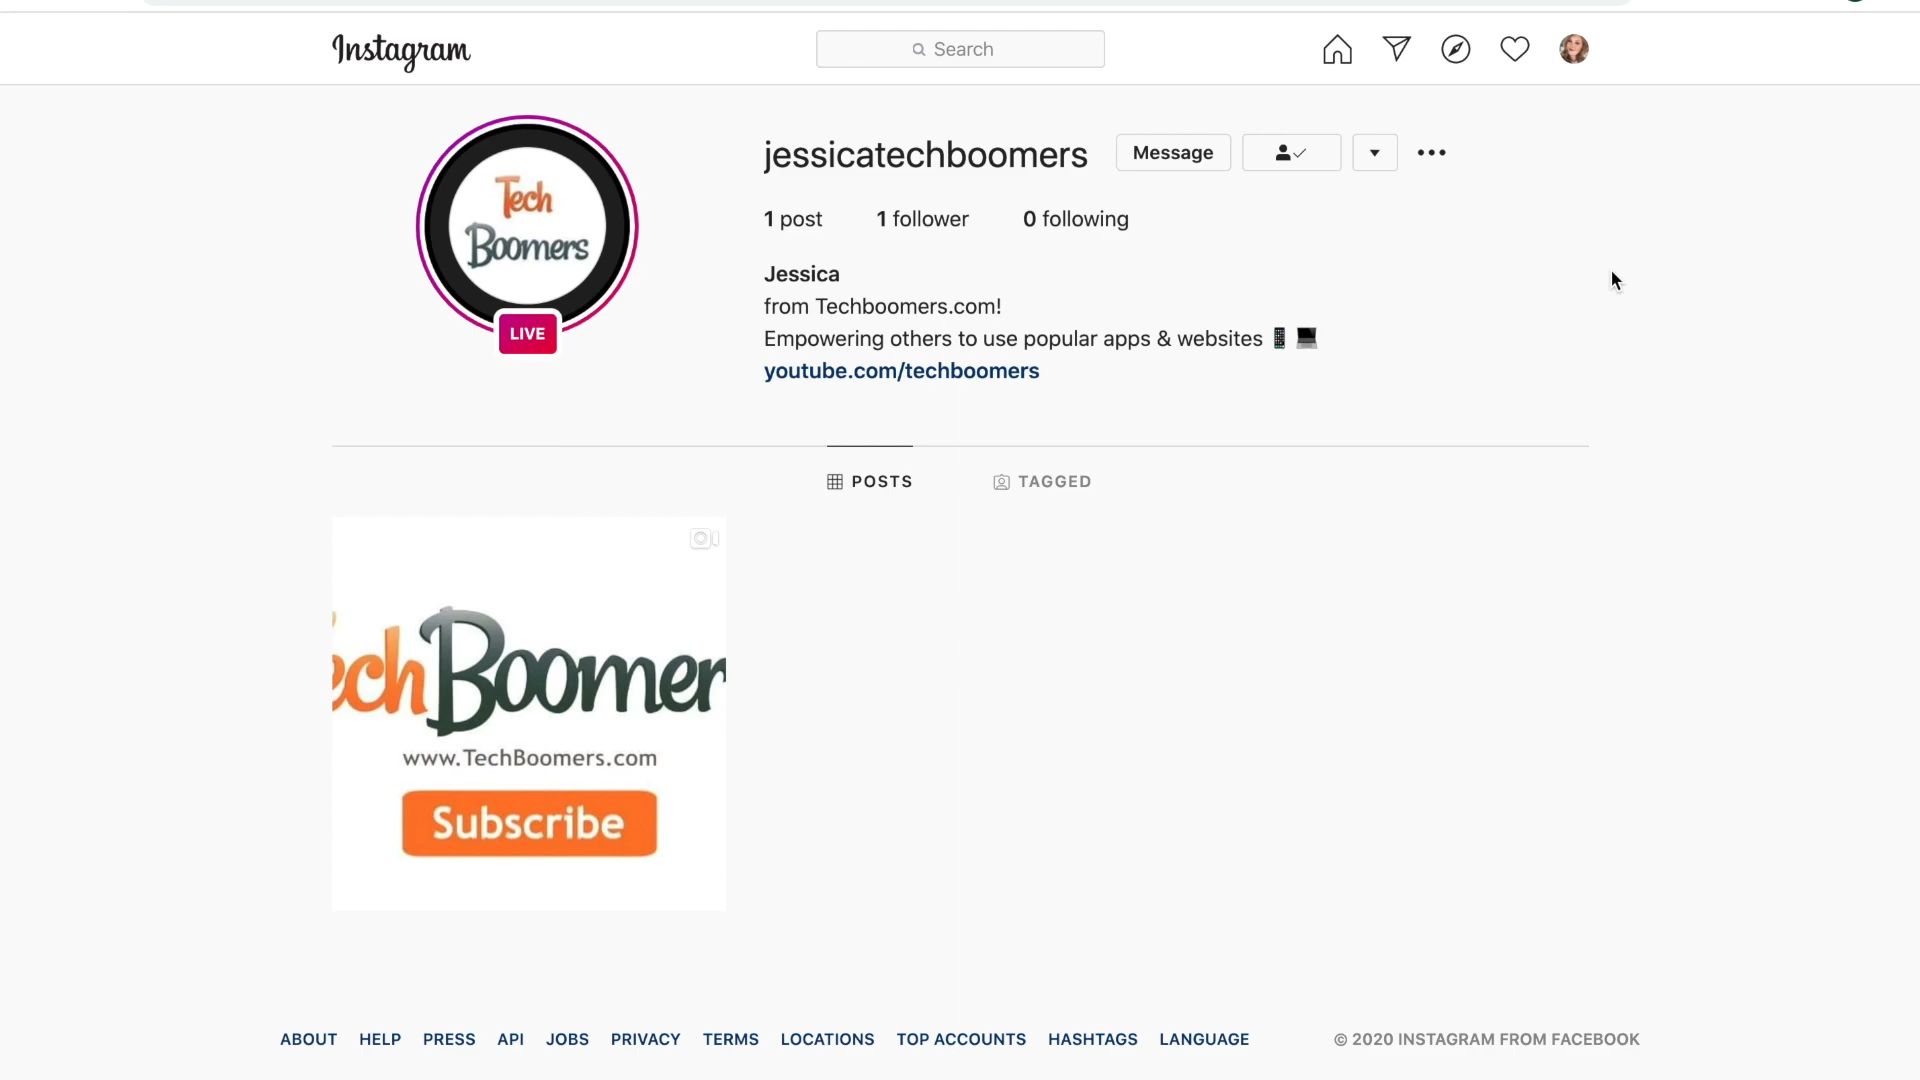 Instagram
Search
jessicatechboomers
Message
1 post
1 follower
0 following
Tech
Boomers
LIVE
Jessica
from Techboomers.com!
Empowering others to use popular apps & websites 📱 💻
youtube.com/techboomers
POSTS
TAGGED
echBoomer
www.TechBoomers.com
Subscribe
ABOUT HELP PRESS API JOBS PRIVACY TERMS LOCATIONS TOP ACCOUNTS HASHTAGS LANGUAGE © 2020 INSTAGRAM FROM FACEBOOK